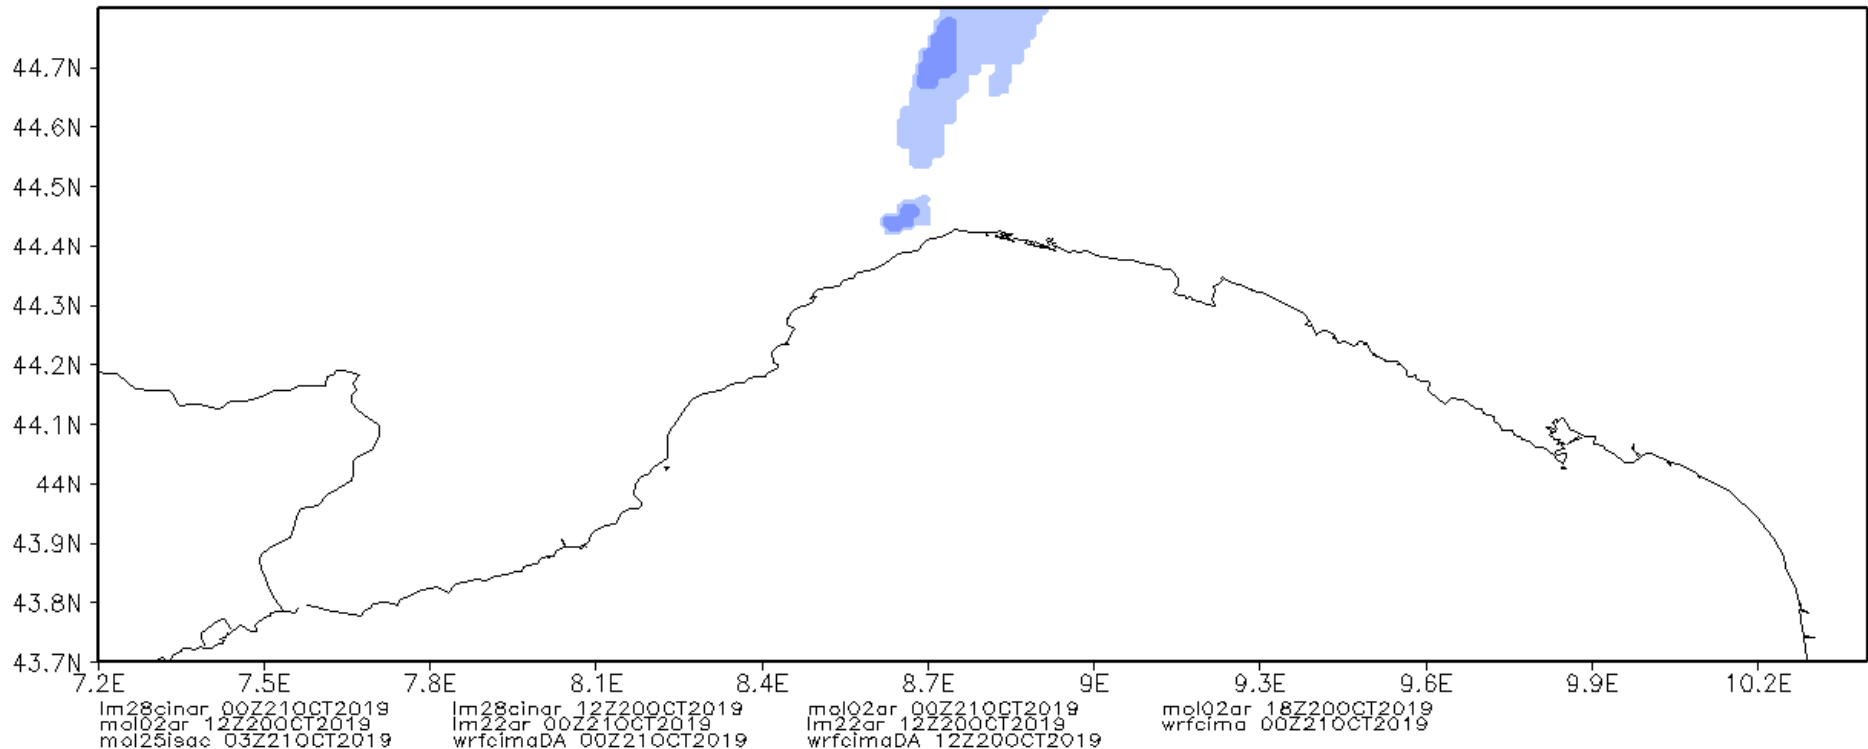 44.7N
44.6N
44.5N
44.4N
44.3N
44.2N
44.1N
44N
43.9N
43.8N
43.7N
7.2E 7.5E 7.8E 8.1E 8.4E 8.7E 9E 9.3E 9.6E 9.9E 10.2E
lm28cinar 00Z21OCT2019 lm28cinar 12Z20OCT2019 mol02ar 00Z21OCT2019 mol02ar 18Z20OCT2019
mol02ar 12Z20OCT2019 lm22ar 00Z21OCT2019 lm22ar 12Z20OCT2019 wrfcima 00Z21OCT2019
mol25isac 03Z21OCT2019 wrfcimaDA 00Z21OCT2019 wrfcimaDA 12Z20OCT2019